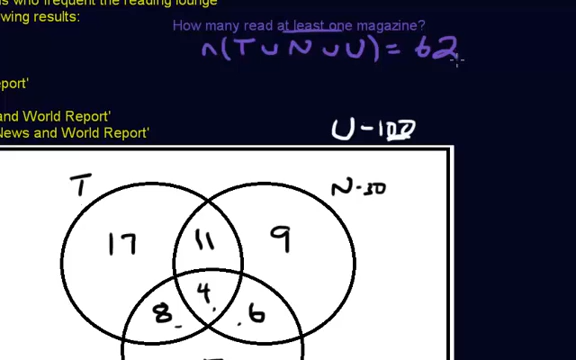 s who frequent the reading lounge
wing results:
How many read at least one magazine?
n(T ∪ N ∪ U) = 62
port'
and World Report'
News and World Report'
U - 100
T
N - 30
17
11
9
4
8
6